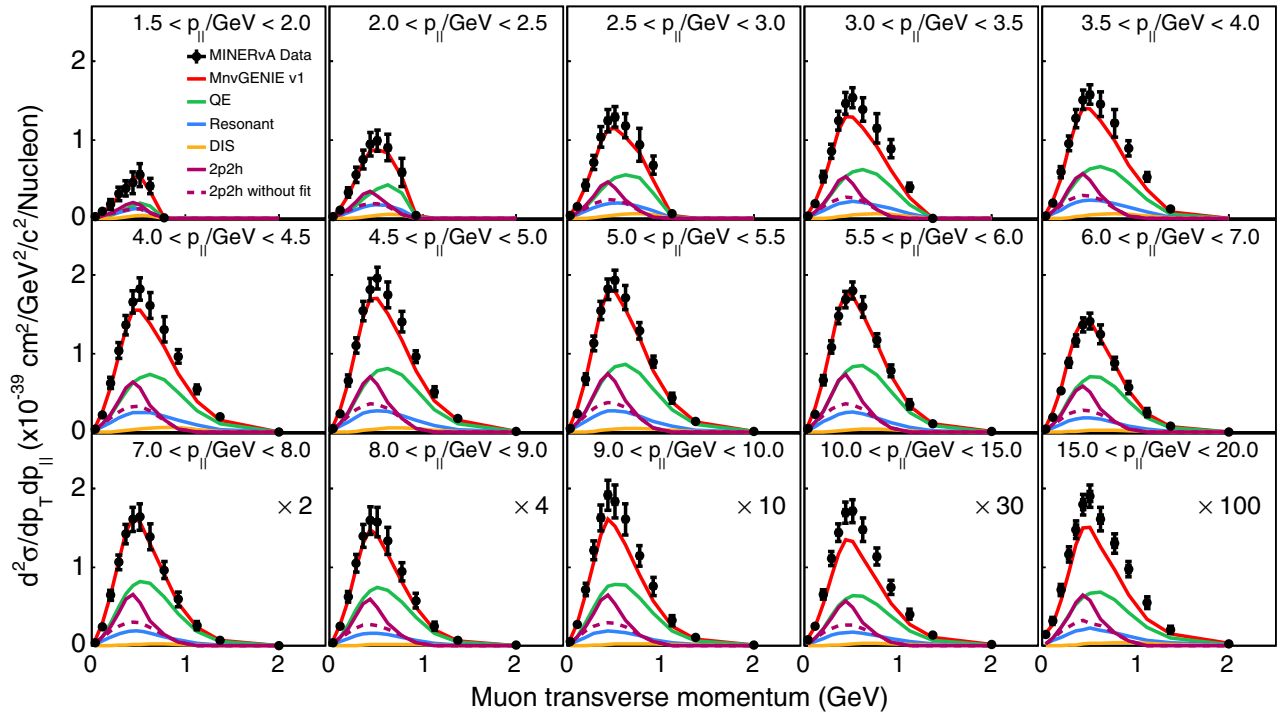 1.5 < p||/GeV < 2.0
2.0 < p||/GeV < 2.5
2.5 < p||/GeV < 3.0
3.0 < p||/GeV < 3.5
3.5 < p||/GeV < 4.0
MINERvA Data
MnvGENIE v1
QE
Resonant
DIS
2p2h
2p2h without fit
2
1
0
4.0 < p||/GeV < 4.5
4.5 < p||/GeV < 5.0
5.0 < p||/GeV < 5.5
5.5 < p||/GeV < 6.0
6.0 < p||/GeV < 7.0
2
1
0
7.0 < p||/GeV < 8.0
8.0 < p||/GeV < 9.0
9.0 < p||/GeV < 10.0
10.0 < p||/GeV < 15.0
15.0 < p||/GeV < 20.0
× 2
× 4
× 10
× 30
× 100
2
1
0
0 1 2
0 1 2
0 1 2
0 1 2
0 1 2
d²σ/dp_T dp_|| (x10⁻³⁹ cm²/GeV²/c²/Nucleon)
Muon transverse momentum (GeV)